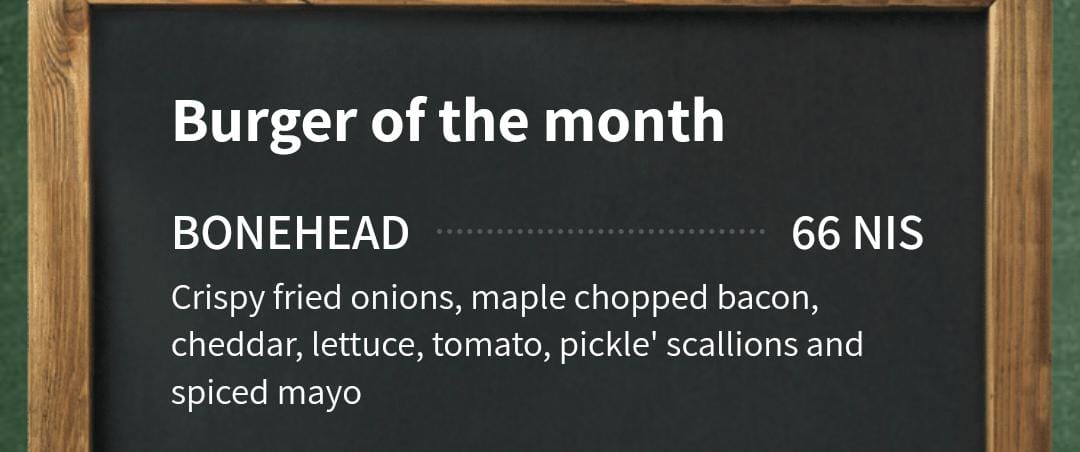 Burger of the month
BONEHEAD 66 NIS
Crispy fried onions, maple chopped bacon,
cheddar, lettuce, tomato, pickle' scallions and
spiced mayo